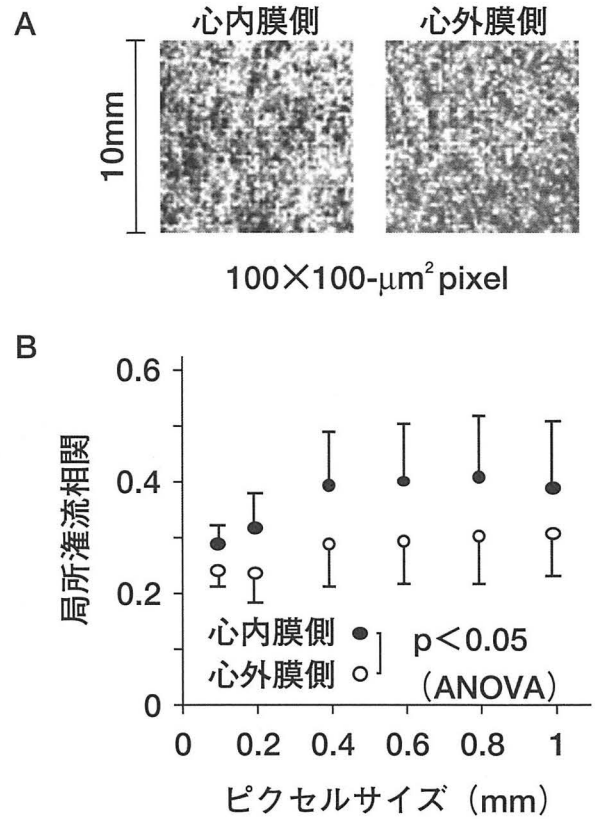 A
心内膜側 心外膜側
10mm
100×100-μm² pixel
B
局所潅流相関
0.6
0.4
0.2
0
心内膜側 ●
心外膜側 ○
p<0.05
(ANOVA)
0 0.2 0.4 0.6 0.8 1
ピクセルサイズ (mm)